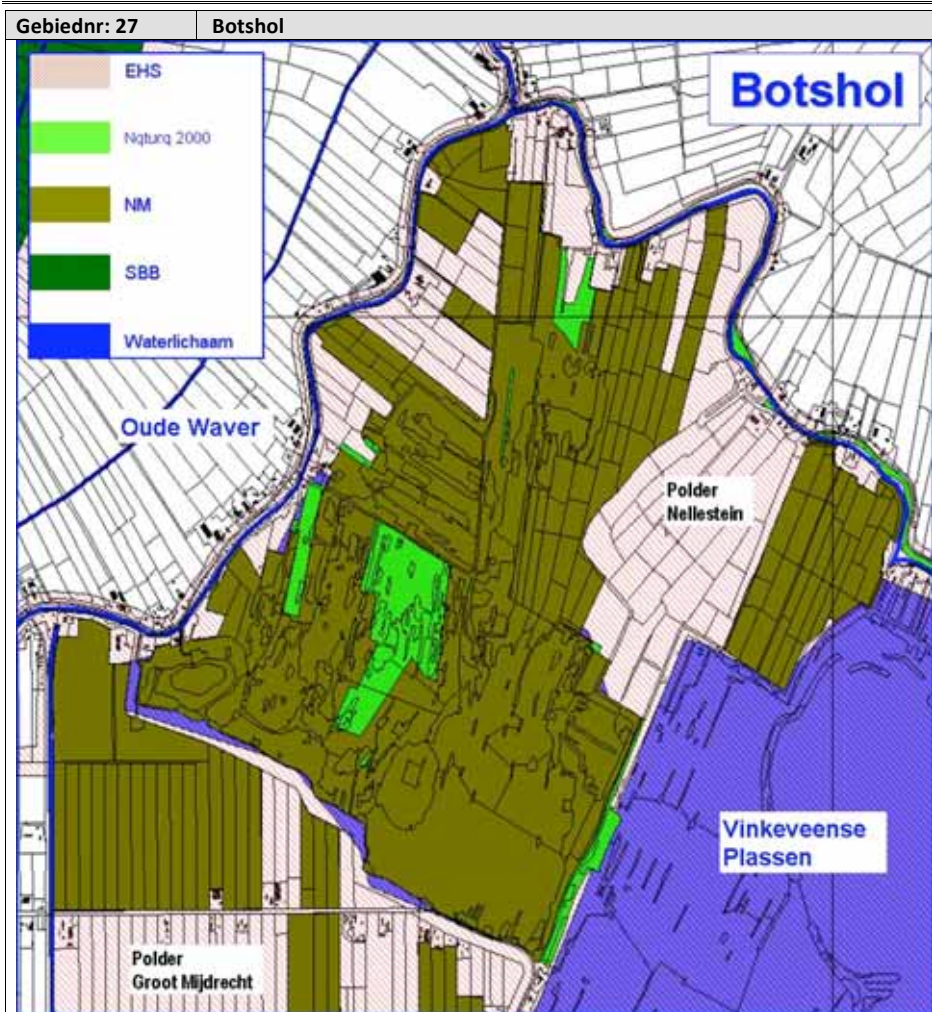 Gebiednr: 27 Botshol
EHS
Nqturq 2000
NM
SBB
Waterlichaam
Botshol
Oude Waver
Polder
Nellestein
Vinkeveense
Plassen
Polder
Groot Mijdrecht